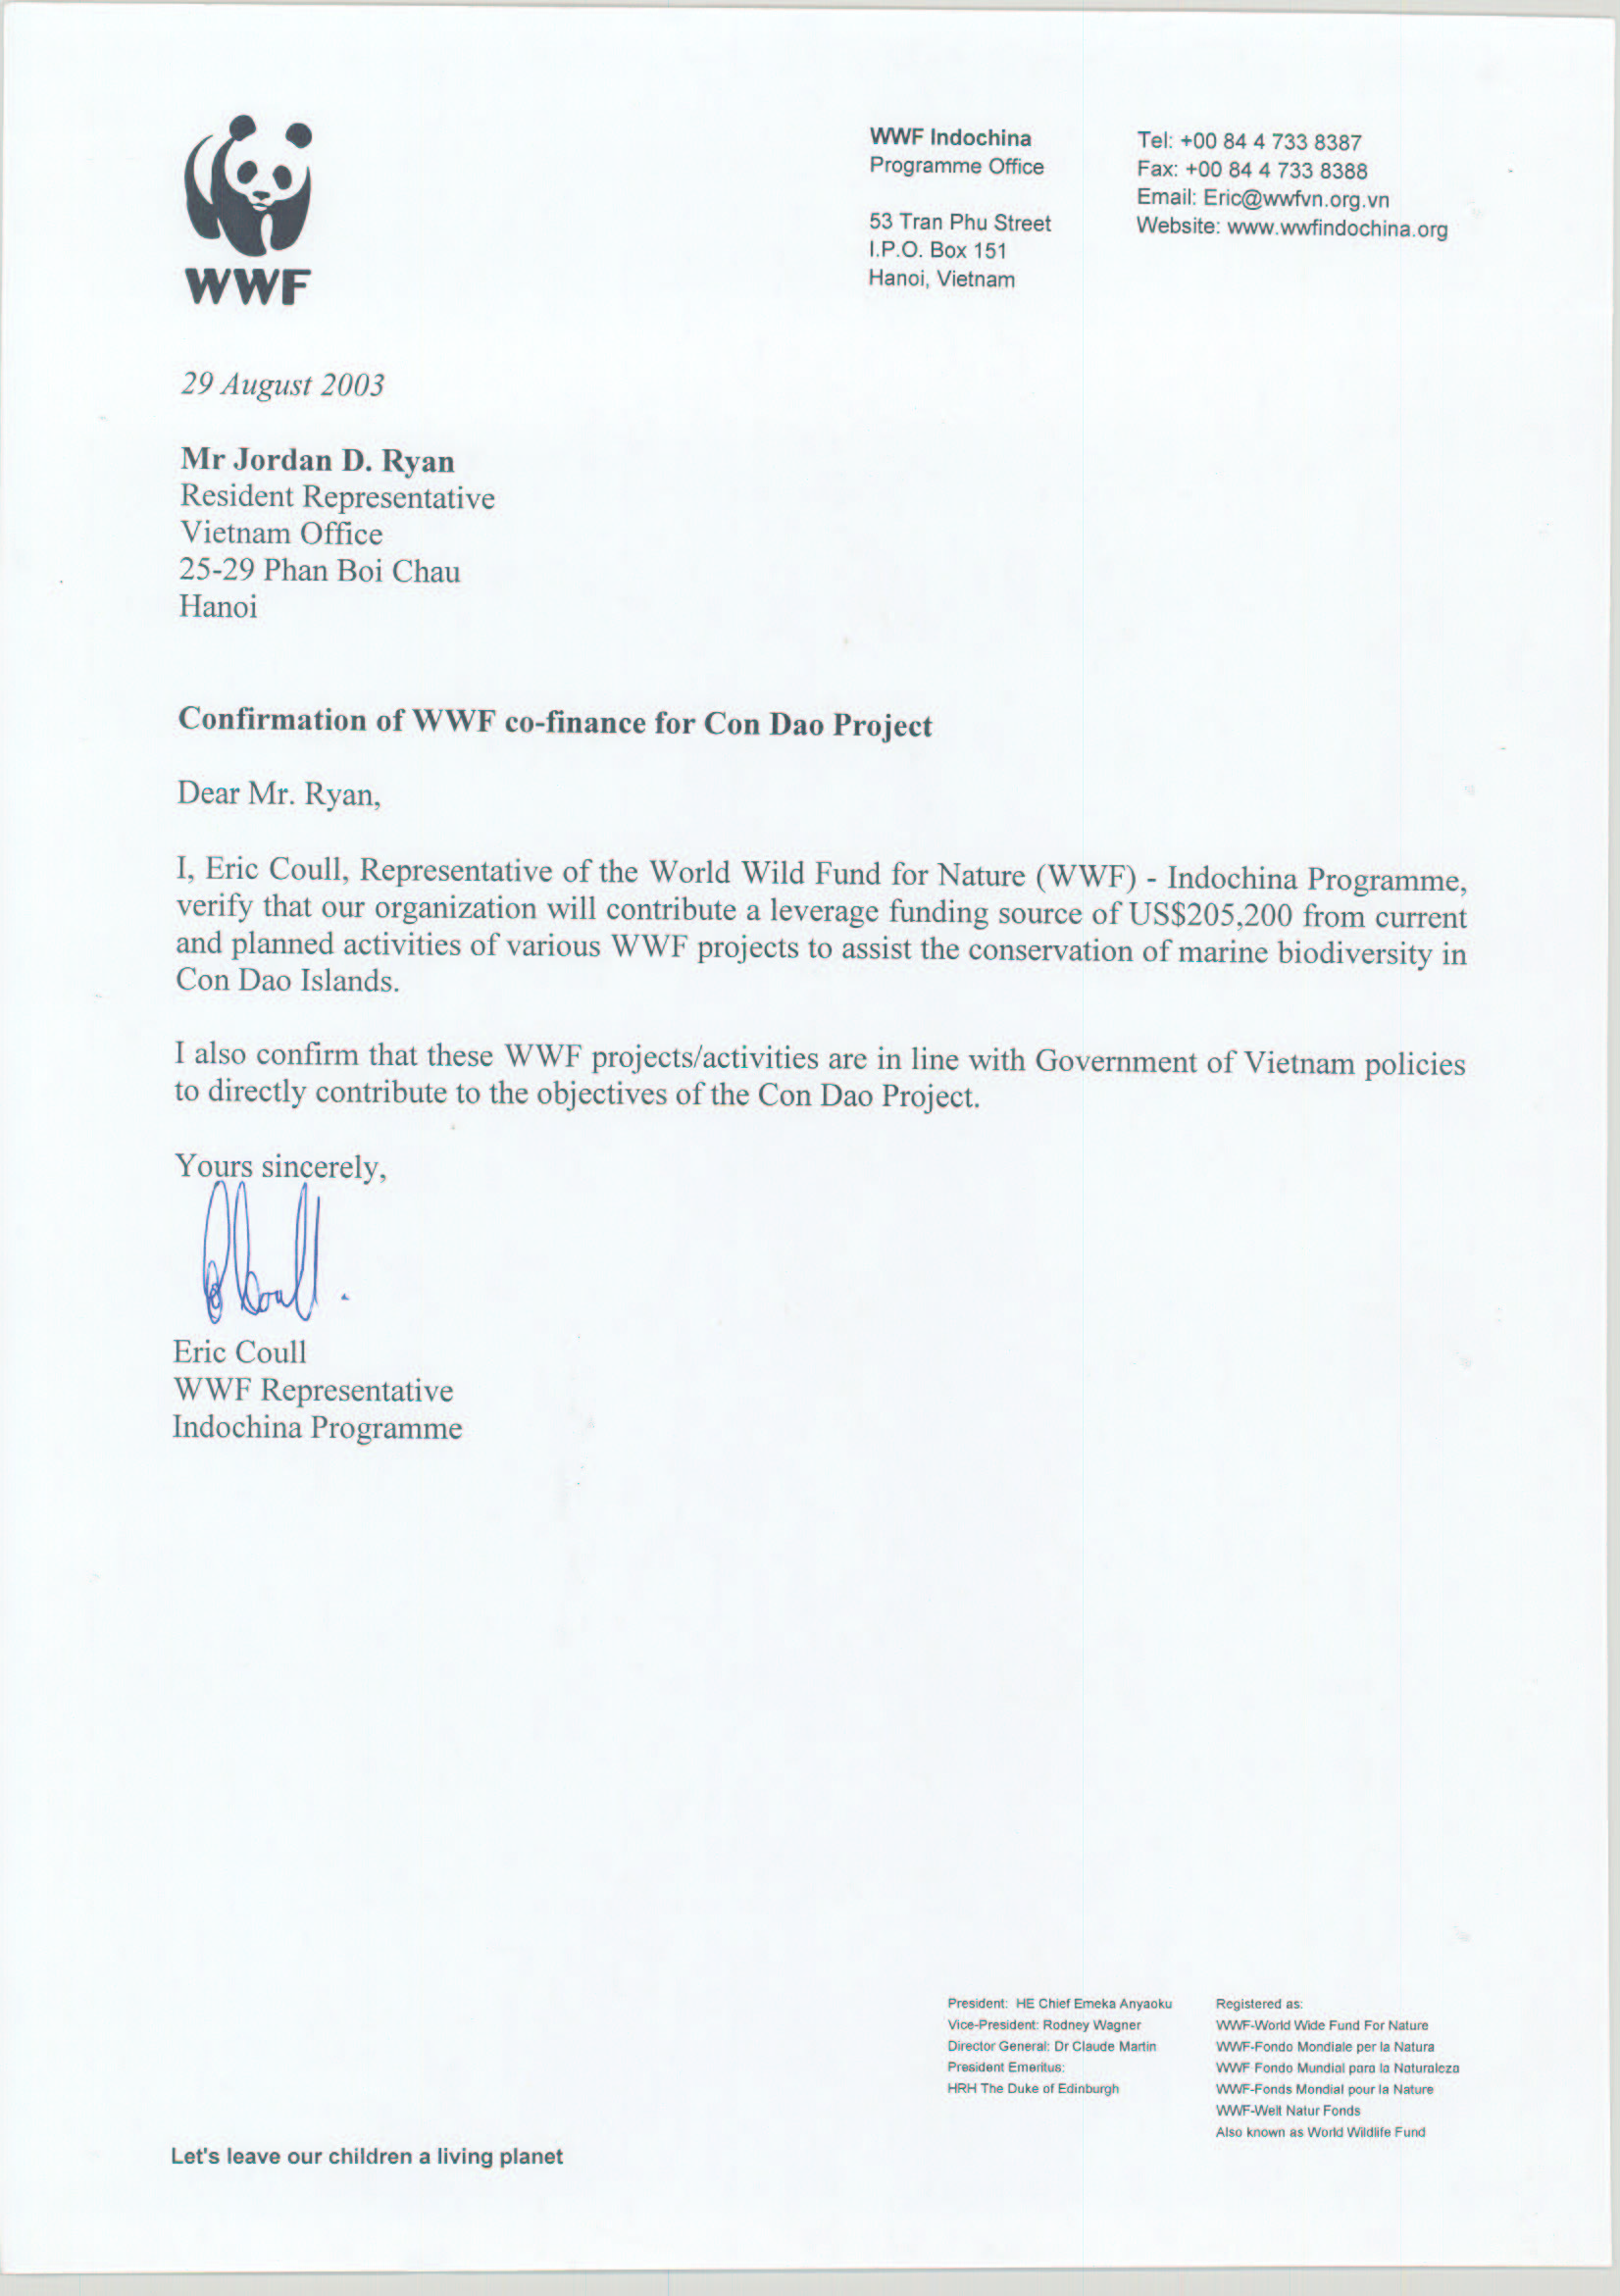 WWF
WWF Indochina
Programme Office
53 Tran Phu Street
I.P.O. Box 151
Hanoi, Vietnam
Tel: +00 84 4 733 8387
Fax: +00 84 4 733 8388
Email: Eric@wwfvn.org.vn
Website: www.wwfindochina.org
29 August 2003
Mr Jordan D. Ryan
Resident Representative
Vietnam Office
25-29 Phan Boi Chau
Hanoi
Confirmation of WWF co-finance for Con Dao Project
Dear Mr. Ryan,
I, Eric Coull, Representative of the World Wild Fund for Nature (WWF) - Indochina Programme,
verify that our organization will contribute a leverage funding source of US$205,200 from current
and planned activities of various WWF projects to assist the conservation of marine biodiversity in
Con Dao Islands.
I also confirm that these WWF projects/activities are in line with Government of Vietnam policies
to directly contribute to the objectives of the Con Dao Project.
Yours sincerely,
Eric Coull
WWF Representative
Indochina Programme
President: HE Chief Emeka Anyaoku
Vice-President: Rodney Wagner
Director General: Dr Claude Martin
President Emeritus:
HRH The Duke of Edinburgh
Registered as:
WWF-World Wide Fund For Nature
WWF-Fondo Mondiale per la Natura
WWF Fondo Mundial para la Naturaleza
WWF-Fonds Mondial pour la Nature
WWF-Welt Natur Fonds
Also known as World Wildlife Fund
Let's leave our children a living planet